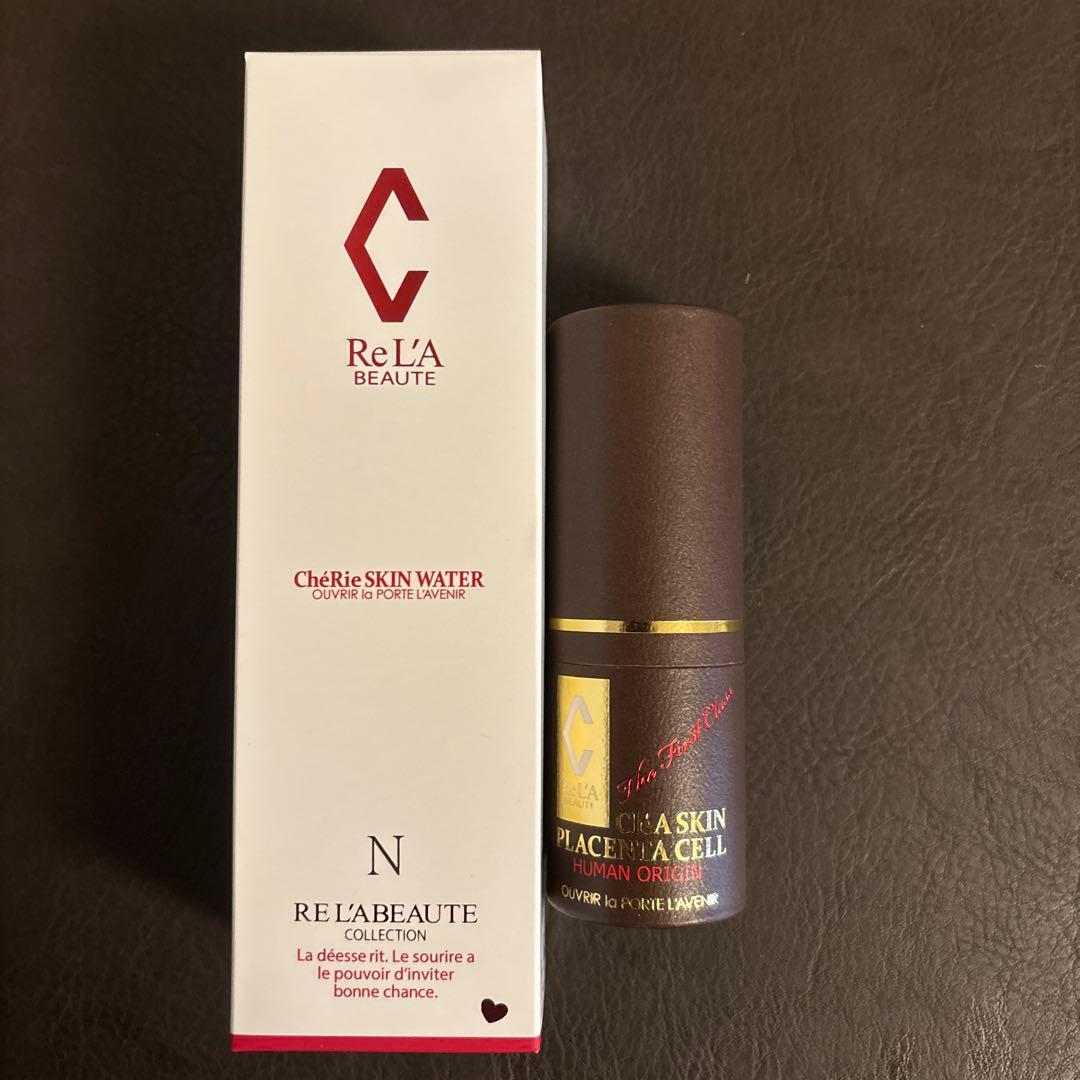 C
Re L'A
BEAUTE
ChéRie SKIN WATER
OUVRIR la PORTE L'AVENIR
N
RE L'ABEAUTE
COLLECTION
La déesse rit. Le sourire a
le pouvoir d'inviter
bonne chance.
C
Re L'A
BEAUTE
The First Class
CléA SKIN
PLACENTA CELL
HUMAN ORIGIN
OUVRIR la PORTE L'AVENIR